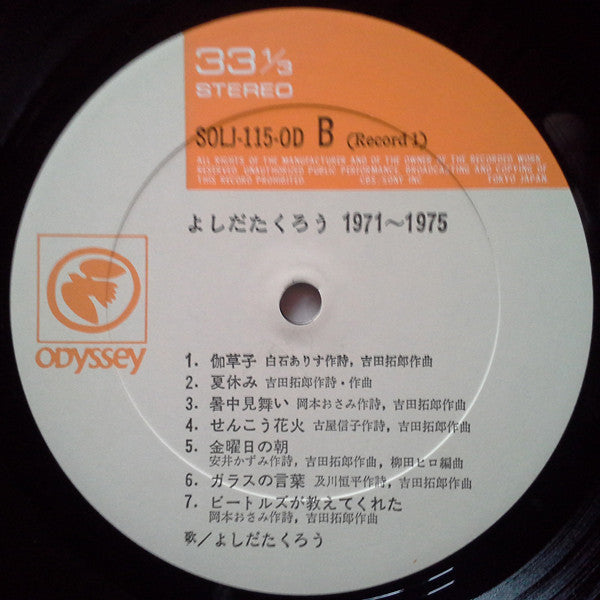 33 1/3
STEREO
SOLJ-115-OD B (Record 1)
ALL RIGHTS OF THE MANUFACTURER AND OF THE OWNER OF THE RECORDED WORK
RESERVED. UNAUTHORIZED PUBLIC PERFORMANCE, BROADCASTING AND COPYING OF
THIS RECORD PROHIBITED CBS/SONY INC. TOKYO JAPAN
よしだたくろう 1971〜1975
ODYSSEY
1. 伽草子 白石ありす作詩, 吉田拓郎作曲
2. 夏休み 吉田拓郎作詩・作曲
3. 暑中見舞い 岡本おさみ作詩, 吉田拓郎作曲
4. せんこう花火 古屋信子作詩, 吉田拓郎作曲
5. 金曜日の朝
安井かずみ作詩, 吉田拓郎作曲, 柳田ヒロ編曲
6. ガラスの言葉 及川恒平作詩, 吉田拓郎作曲
7. ビートルズが教えてくれた
岡本おさみ作詩, 吉田拓郎作曲
歌/よしだたくろう